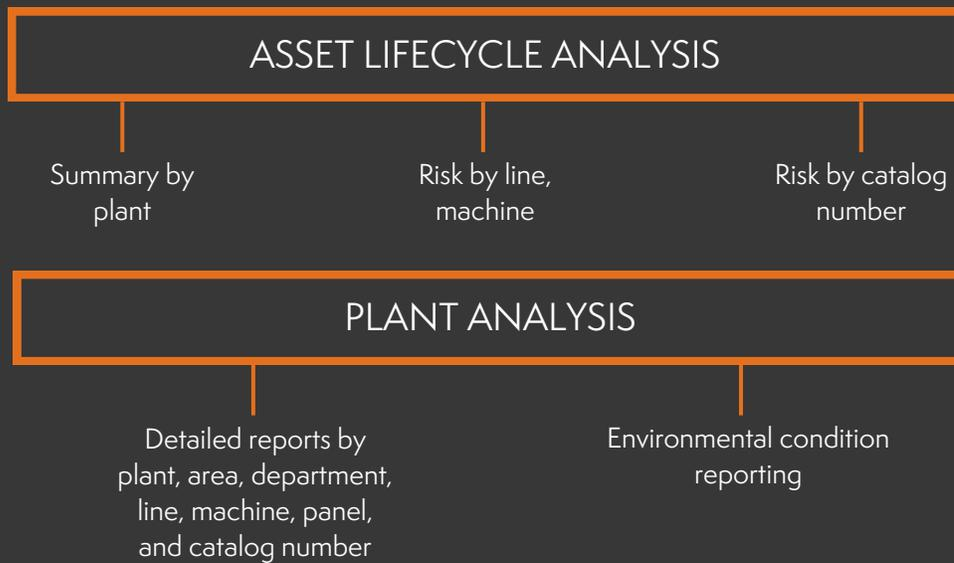 ASSET LIFECYCLE ANALYSIS
Summary by
plant
Risk by line,
machine
Risk by catalog
number
PLANT ANALYSIS
Detailed reports by
plant, area, department,
line, machine, panel,
and catalog number
Environmental condition
reporting